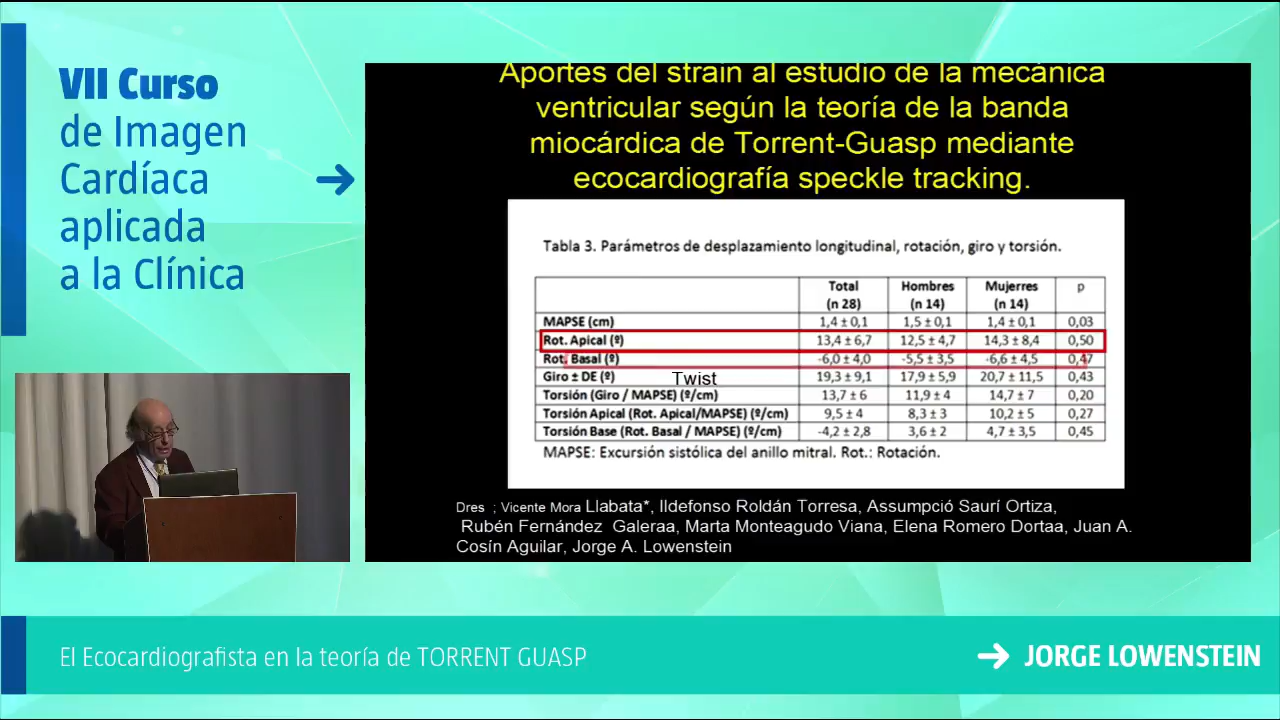 VII Curso
de Imagen
Cardíaca
aplicada
a la Clínica
Aportes del strain al estudio de la mecánica
ventricular según la teoría de la banda
miocárdica de Torrent-Guasp mediante
ecocardiografía speckle tracking.
Tabla 3. Parámetros de desplazamiento longitudinal, rotación, giro y torsión.
Total Hombres Mujerres p
(n 28) (n 14) (n 14)
MAPSE (cm) 1,4 ± 0,1 1,5 ± 0,1 1,4 ± 0,1 0,03
Rot. Apical (º) 13,4 ± 6,7 12,5 ± 4,7 14,3 ± 8,4 0,50
Rot. Basal (º) -6,0 ± 4,0 -5,5 ± 3,5 -6,6 ± 4,5 0,47
Giro ± DE (º) Twist 19,3 ± 9,1 17,9 ± 5,9 20,7 ± 11,5 0,43
Torsión (Giro / MAPSE) (º/cm) 13,7 ± 6 11,9 ± 4 14,7 ± 7 0,20
Torsión Apical (Rot. Apical/MAPSE) (º/cm) 9,5 ± 4 8,3 ± 3 10,2 ± 5 0,27
Torsión Base (Rot. Basal / MAPSE) (º/cm) -4,2 ± 2,8 3,6 ± 2 4,7 ± 3,5 0,45
MAPSE: Excursión sistólica del anillo mitral. Rot.: Rotación.
Dres ; Vicente Mora Llabata*, Ildefonso Roldán Torresa, Assumpció Saurí Ortiza,
Rubén Fernández Galeraa, Marta Monteagudo Viana, Elena Romero Dortaa, Juan A.
Cosín Aguilar, Jorge A. Lowenstein
El Ecocardiografista en la teoría de TORRENT GUASP
JORGE LOWENSTEIN